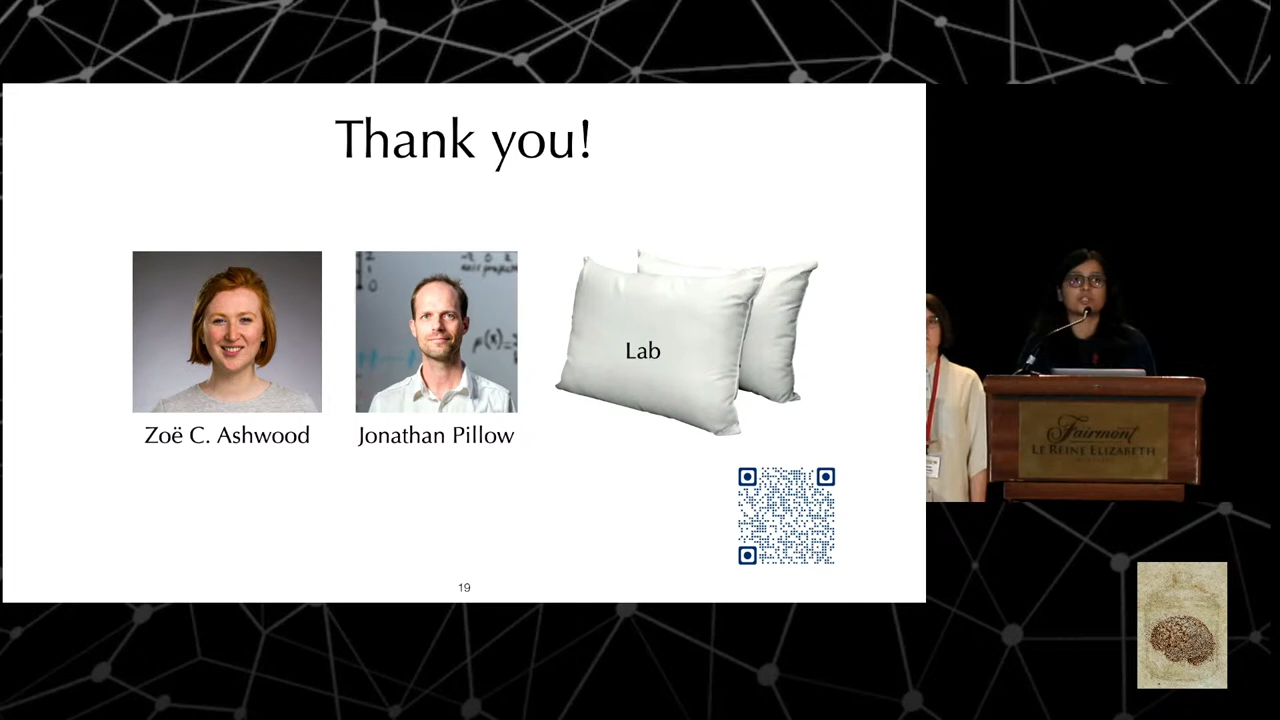 Thank you!
Lab
Zoë C. Ashwood
Jonathan Pillow
19
Fairmont
LE REINE ELIZABETH